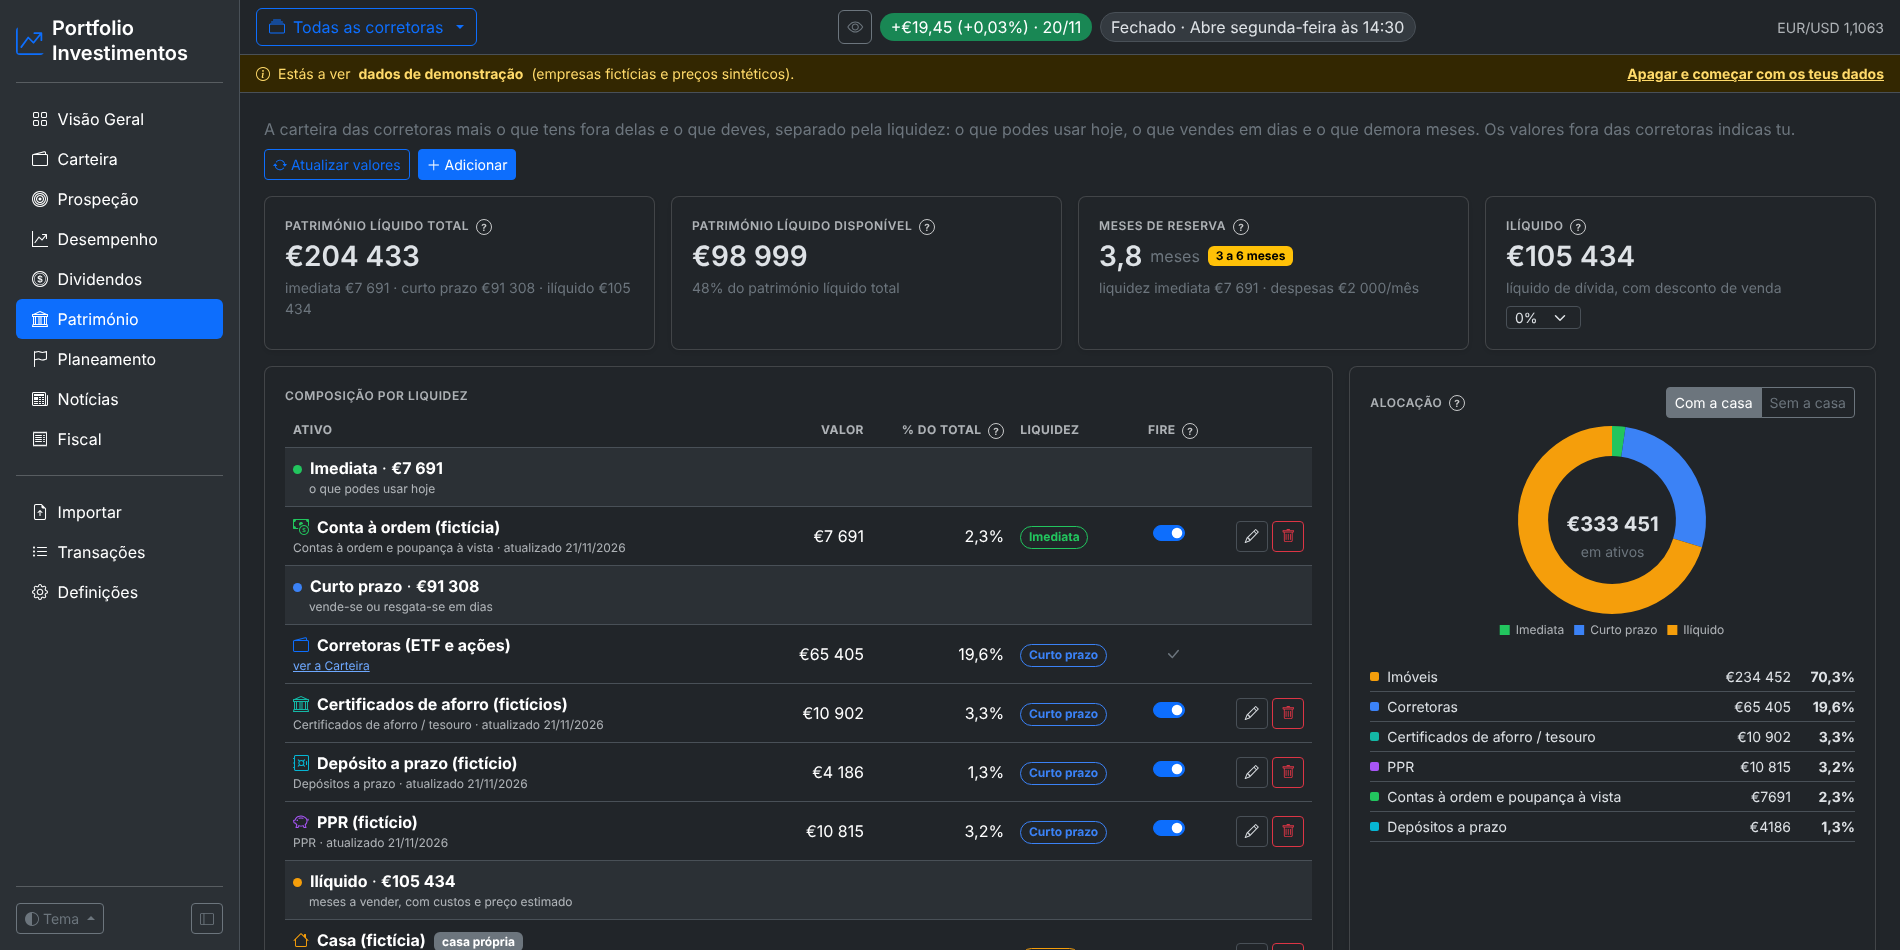 Portfolio
Investimentos
Visão Geral
Carteira
Prospeção
Desempenho
Dividendos
Património
Planeamento
Notícias
Fiscal
Importar
Transações
Definições
Tema
Todas as corretoras
+€19,45 (+0,03%) · 20/11
Fechado · Abre segunda-feira às 14:30
EUR/USD 1,1063
Estás a ver dados de demonstração (empresas fictícias e preços sintéticos).
Apagar e começar com os teus dados
A carteira das corretoras mais o que tens fora delas e o que deves, separado pela liquidez: o que podes usar hoje, o que vendes em dias e o que demora meses. Os valores fora das corretoras indicas tu.
Atualizar valores
+ Adicionar
PATRIMÓNIO LÍQUIDO TOTAL ?
€204 433
imediata €7 691 · curto prazo €91 308 · ilíquido €105
434
PATRIMÓNIO LÍQUIDO DISPONÍVEL ?
€98 999
48% do património líquido total
MESES DE RESERVA ?
3,8 meses 3 a 6 meses
liquidez imediata €7 691 · despesas €2 000/mês
ILÍQUIDO ?
€105 434
líquido de dívida, com desconto de venda
0%
COMPOSIÇÃO POR LIQUIDEZ
ATIVO VALOR % DO TOTAL ? LIQUIDEZ FIRE ?
Imediata · €7 691
o que podes usar hoje
Conta à ordem (fictícia) €7 691 2,3% Imediata
Contas à ordem e poupança à vista · atualizado 21/11/2026
Curto prazo · €91 308
vende-se ou resgata-se em dias
Corretoras (ETF e ações) €65 405 19,6% Curto prazo
ver a Carteira
Certificados de aforro (fictícios) €10 902 3,3% Curto prazo
Certificados de aforro / tesouro · atualizado 21/11/2026
Depósito a prazo (fictício) €4 186 1,3% Curto prazo
Depósitos a prazo · atualizado 21/11/2026
PPR (fictício) €10 815 3,2% Curto prazo
PPR · atualizado 21/11/2026
Ilíquido · €105 434
meses a vender, com custos e preço estimado
Casa (fictícia) casa própria
ALOCAÇÃO ?
Com a casa Sem a casa
€333 451
em ativos
Imediata Curto prazo Ilíquido
Imóveis €234 452 70,3%
Corretoras €65 405 19,6%
Certificados de aforro / tesouro €10 902 3,3%
PPR €10 815 3,2%
Contas à ordem e poupança à vista €7691 2,3%
Depósitos a prazo €4186 1,3%